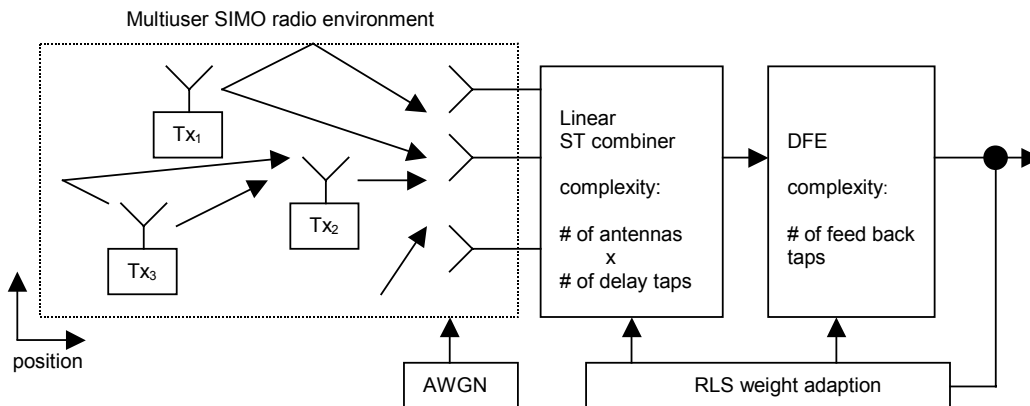 Multiuser SIMO radio environment
Tx1
Tx2
Tx3
position
AWGN
Linear
ST combiner
complexity:
# of antennas
x
# of delay taps
DFE
complexity:
# of feed back
taps
RLS weight adaption